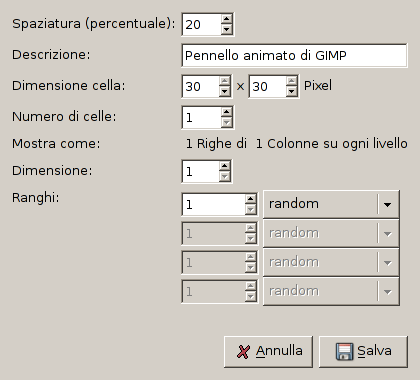 Spaziatura (percentuale): 20
Descrizione: Pennello animato di GIMP
Dimensione cella: 30 x 30 Pixel
Numero di celle: 1
Mostra come: 1 Righe di 1 Colonne su ogni livello
Dimensione: 1
Ranghi: 1 random
1 random
1 random
1 random
Annulla Salva